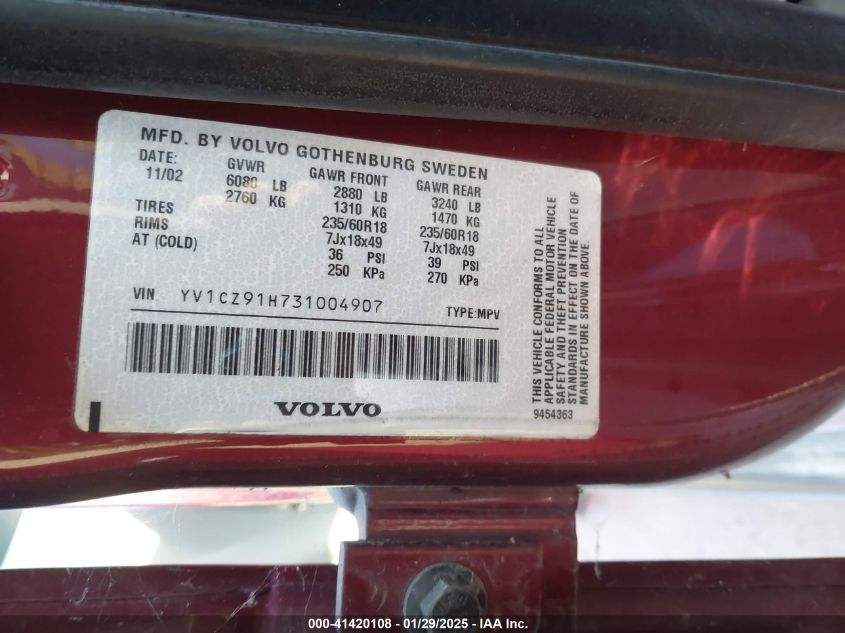 MFD. BY VOLVO GOTHENBURG SWEDEN
DATE: GVWR GAWR FRONT GAWR REAR
11/02 6080 LB 2880 LB 3240 LB
2760 KG 1310 KG 1470 KG
TIRES 235/60R18 235/60R18
RIMS 7Jx18x49 7Jx18x49
AT (COLD) 36 PSI 39 PSI
250 KPa 270 KPa
VIN YV1CZ91H731004907 TYPE:MPV
VOLVO
THIS VEHICLE CONFORMS TO ALL
APPLICABLE FEDERAL MOTOR VEHICLE
SAFETY AND THEFT PREVENTION
STANDARDS IN EFFECT ON THE DATE OF
MANUFACTURE SHOWN ABOVE.
9454363
000-41420108 - 01/29/2025 - IAA Inc.